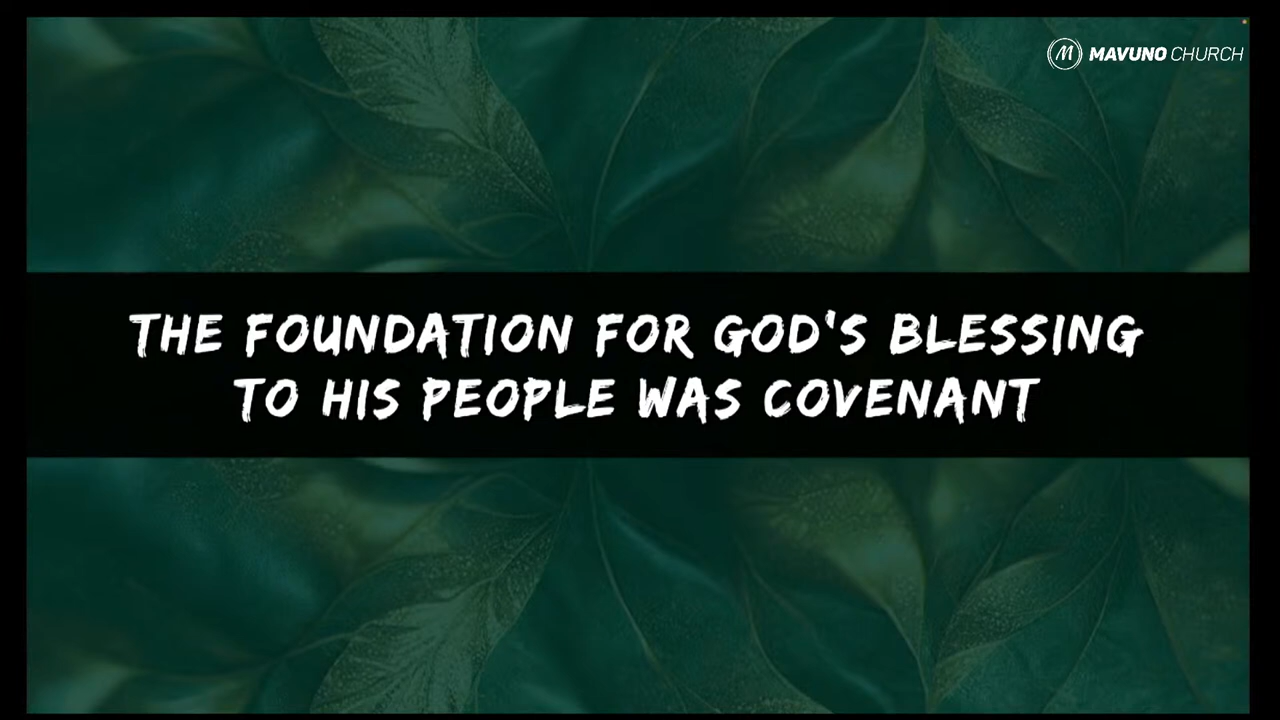 M MAVUNO CHURCH
THE FOUNDATION FOR GOD'S BLESSING
TO HIS PEOPLE WAS COVENANT